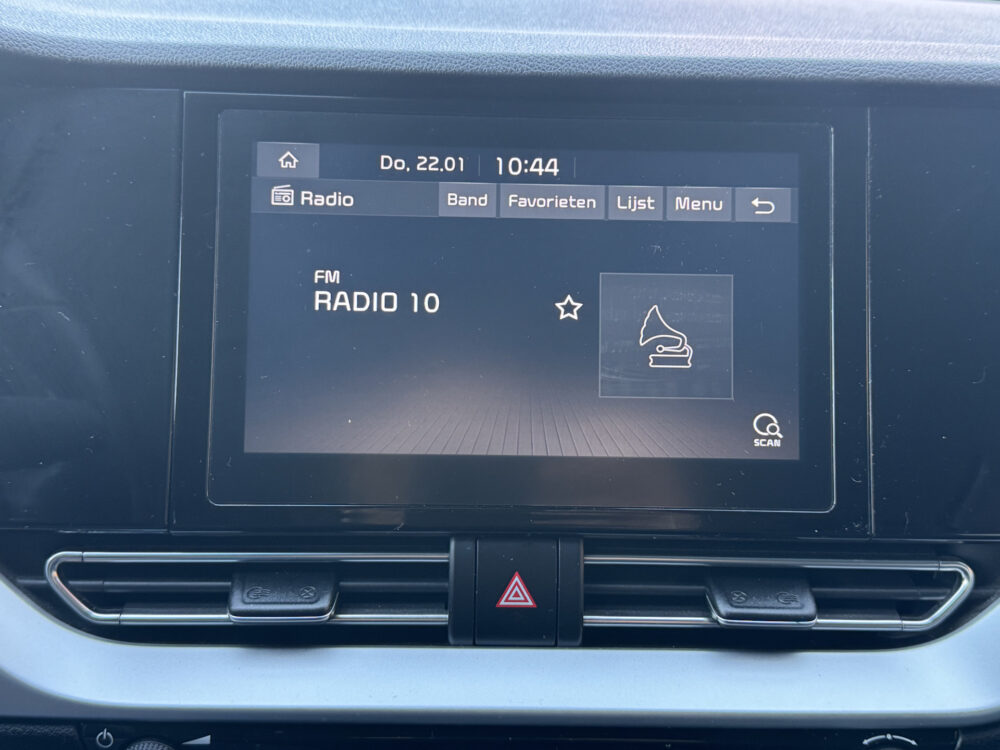 Do, 22.01 10:44
Radio Band Favorieten Lijst Menu
FM
RADIO 10
SCAN